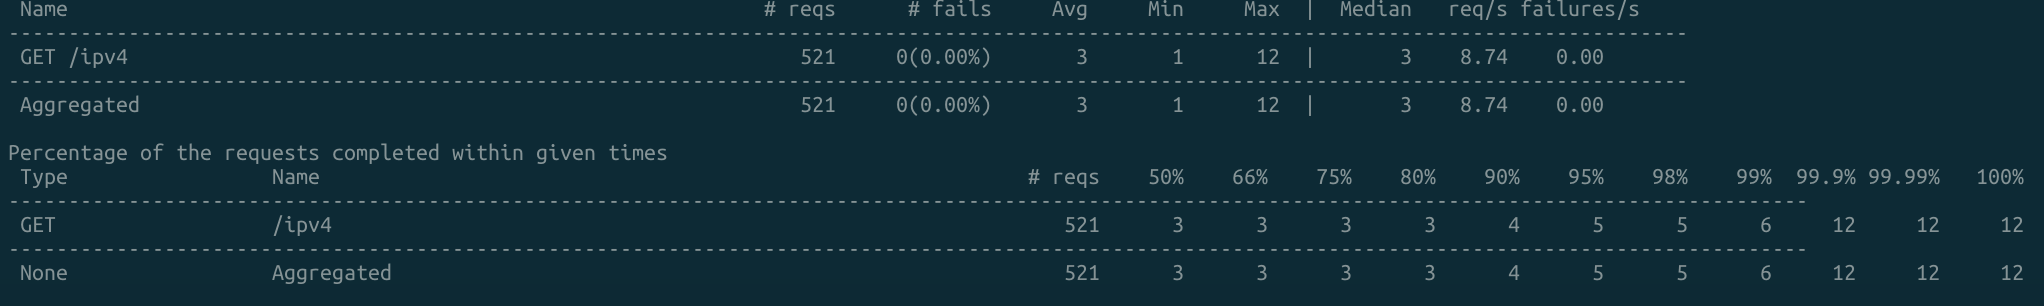 Name # reqs # fails Avg Min Max | Median req/s failures/s
--------------------------------------------------------------------------------------------------------------------------------------------
GET /ipv4 521 0(0.00%) 3 1 12 | 3 8.74 0.00
--------------------------------------------------------------------------------------------------------------------------------------------
Aggregated 521 0(0.00%) 3 1 12 | 3 8.74 0.00
Percentage of the requests completed within given times
Type Name # reqs 50% 66% 75% 80% 90% 95% 98% 99% 99.9% 99.99% 100%
------------------------------------------------------------------------------------------------------------------------------------------------------
GET /ipv4 521 3 3 3 3 4 5 5 6 12 12 12
------------------------------------------------------------------------------------------------------------------------------------------------------
None Aggregated 521 3 3 3 3 4 5 5 6 12 12 12